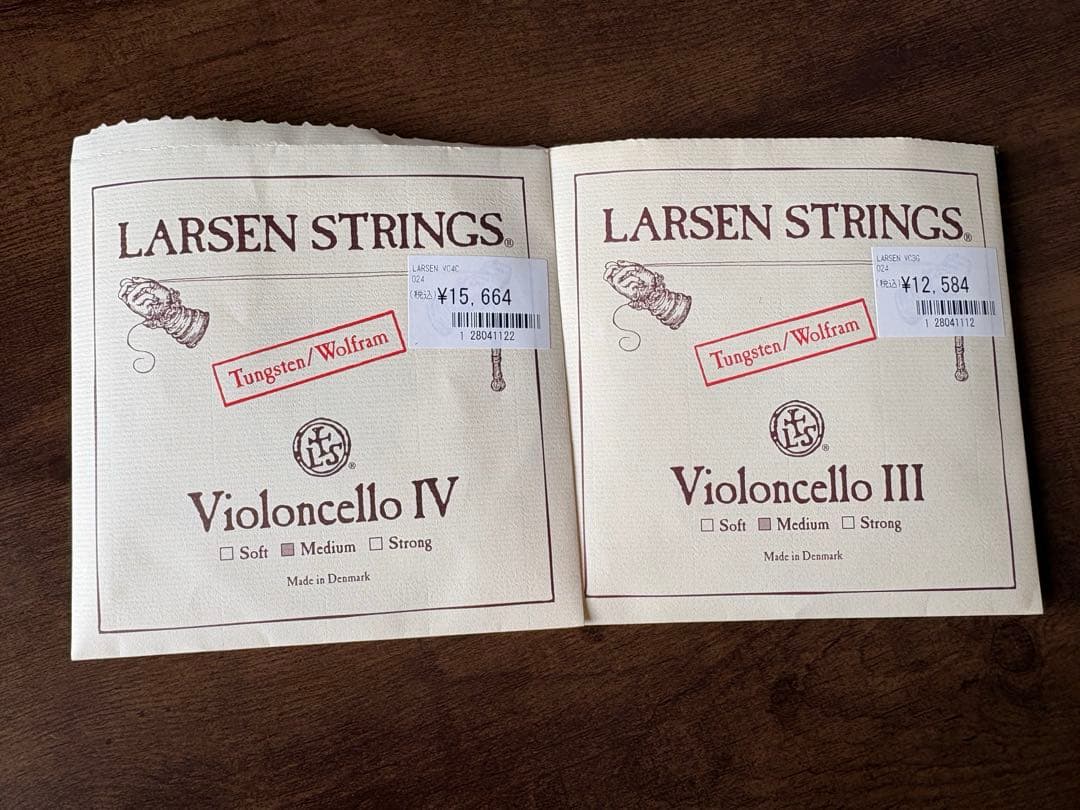 LARSEN STRINGS®
LARSEN VC4C
024
(税込)¥15,664
1 28041122
Tungsten/Wolfram
LS®
Violoncello IV
Soft Medium Strong
Made in Denmark
LARSEN STRINGS®
LARSEN VC3G
024
(税込)¥12,584
1 28041112
Tungsten/Wolfram
LS®
Violoncello III
Soft Medium Strong
Made in Denmark